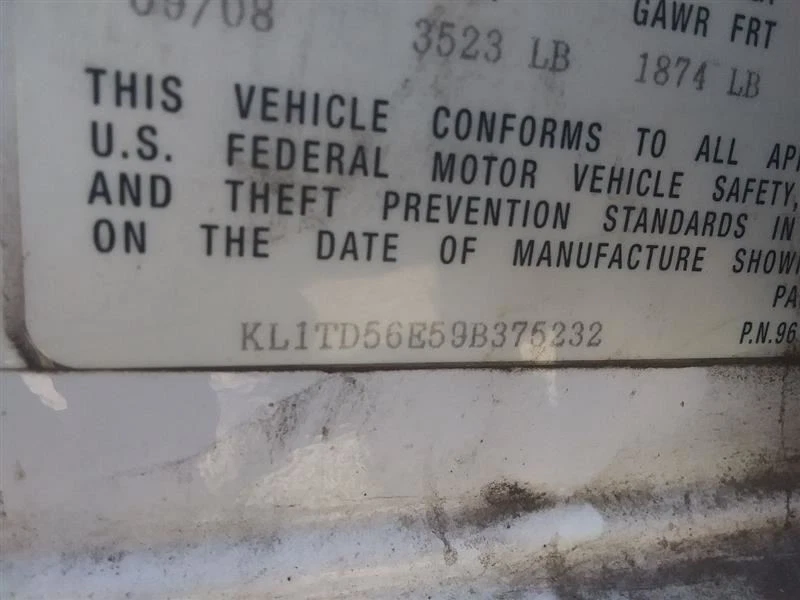 09/08
3523 LB
GAWR FRT
1874 LB
THIS VEHICLE CONFORMS TO ALL
U.S. FEDERAL MOTOR VEHICLE SAFETY,
AND THEFT PREVENTION STANDARDS IN
ON THE DATE OF MANUFACTURE SHOW
PA
KL1TD56E59B375232
P.N.96